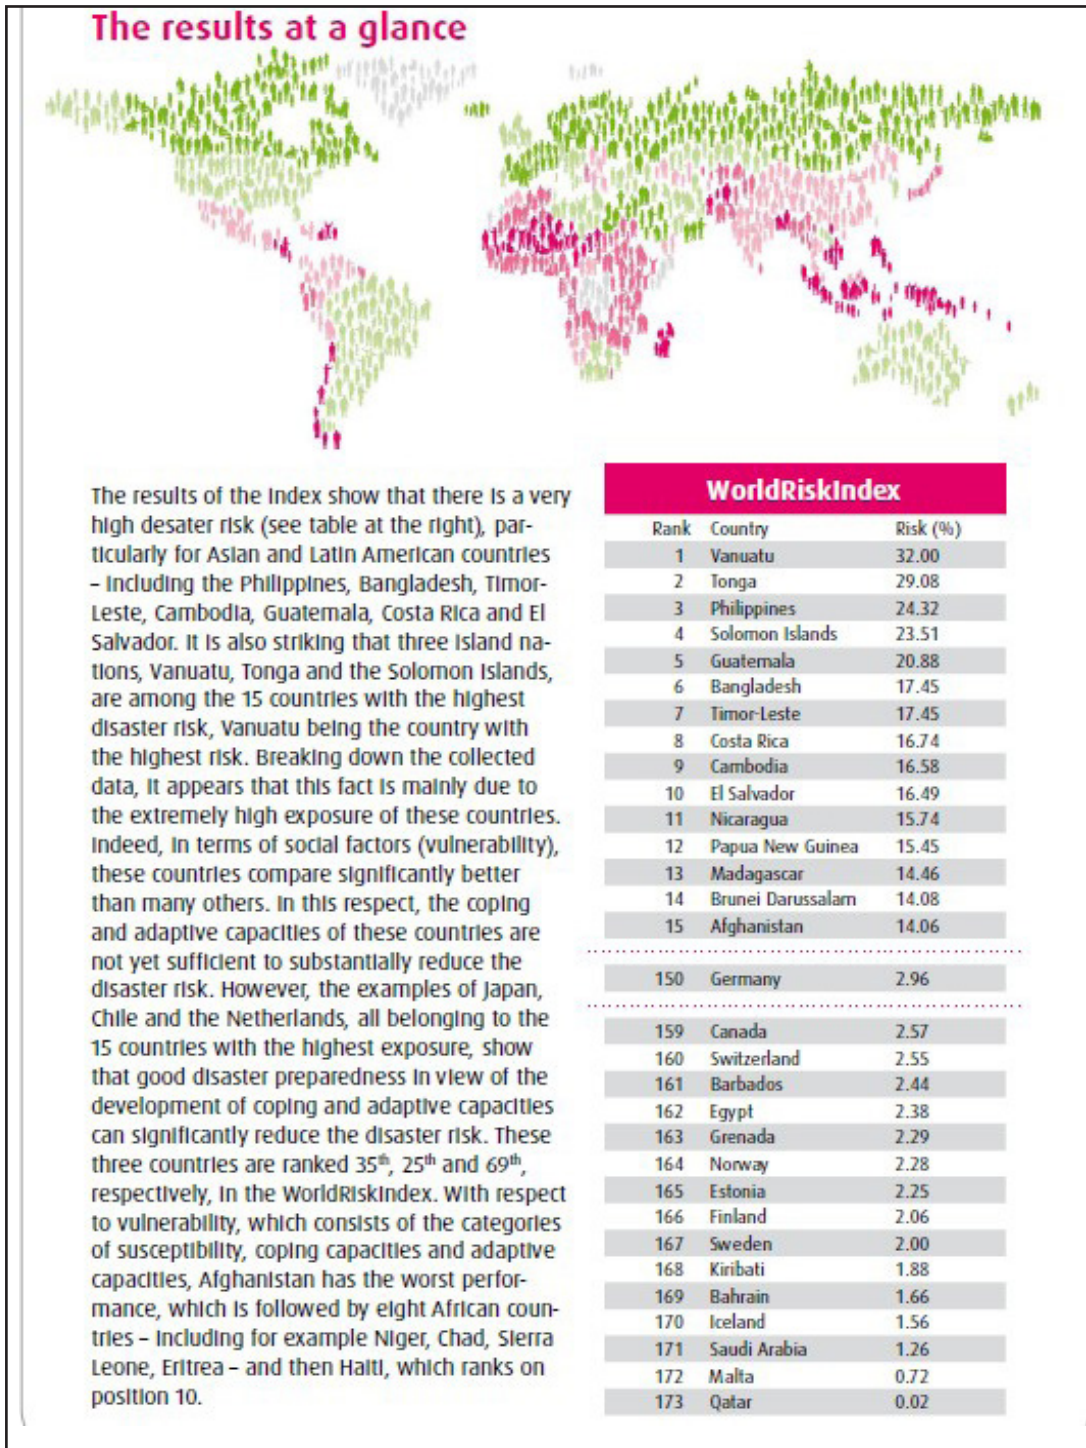 The results at a glance
The results of the Index show that there is a very
high desater risk (see table at the right), par-
ticularly for Asian and Latin American countries
– including the Philippines, Bangladesh, Timor-
Leste, Cambodia, Guatemala, Costa Rica and El
Salvador. It is also striking that three island na-
tions, Vanuatu, Tonga and the Solomon Islands,
are among the 15 countries with the highest
disaster risk, Vanuatu being the country with
the highest risk. Breaking down the collected
data, it appears that this fact is mainly due to
the extremely high exposure of these countries.
Indeed, in terms of social factors (vulnerability),
these countries compare significantly better
than many others. In this respect, the coping
and adaptive capacities of these countries are
not yet sufficient to substantially reduce the
disaster risk. However, the examples of Japan,
Chile and the Netherlands, all belonging to the
15 countries with the highest exposure, show
that good disaster preparedness in view of the
development of coping and adaptive capacities
can significantly reduce the disaster risk. These
three countries are ranked 35th, 25th and 69th,
respectively, in the WorldRiskIndex. With respect
to vulnerability, which consists of the categories
of susceptibility, coping capacities and adaptive
capacities, Afghanistan has the worst perfor-
mance, which is followed by eight African coun-
tries – including for example Niger, Chad, Sierra
Leone, Eritrea – and then Haiti, which ranks on
position 10.
WorldRiskIndex
Rank Country Risk (%)
1 Vanuatu 32.00
2 Tonga 29.08
3 Philippines 24.32
4 Solomon Islands 23.51
5 Guatemala 20.88
6 Bangladesh 17.45
7 Timor-Leste 17.45
8 Costa Rica 16.74
9 Cambodia 16.58
10 El Salvador 16.49
11 Nicaragua 15.74
12 Papua New Guinea 15.45
13 Madagascar 14.46
14 Brunei Darussalam 14.08
15 Afghanistan 14.06
150 Germany 2.96
159 Canada 2.57
160 Switzerland 2.55
161 Barbados 2.44
162 Egypt 2.38
163 Grenada 2.29
164 Norway 2.28
165 Estonia 2.25
166 Finland 2.06
167 Sweden 2.00
168 Kiribati 1.88
169 Bahrain 1.66
170 Iceland 1.56
171 Saudi Arabia 1.26
172 Malta 0.72
173 Qatar 0.02